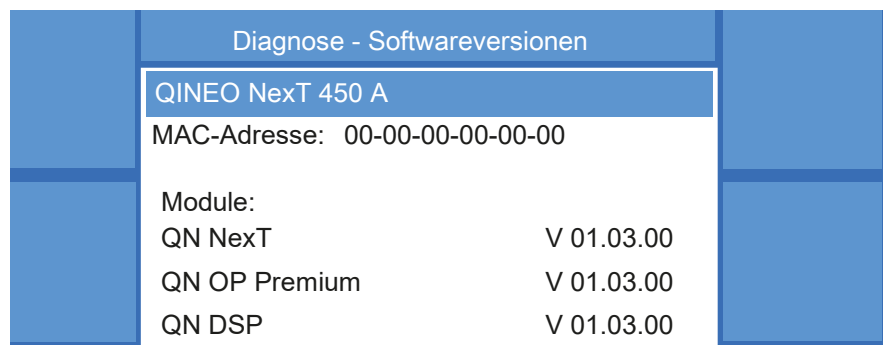 Diagnose - Softwareversionen
QINEO NexT 450 A
MAC-Adresse: 00-00-00-00-00-00
Module:
QN NexT V 01.03.00
QN OP Premium V 01.03.00
QN DSP V 01.03.00